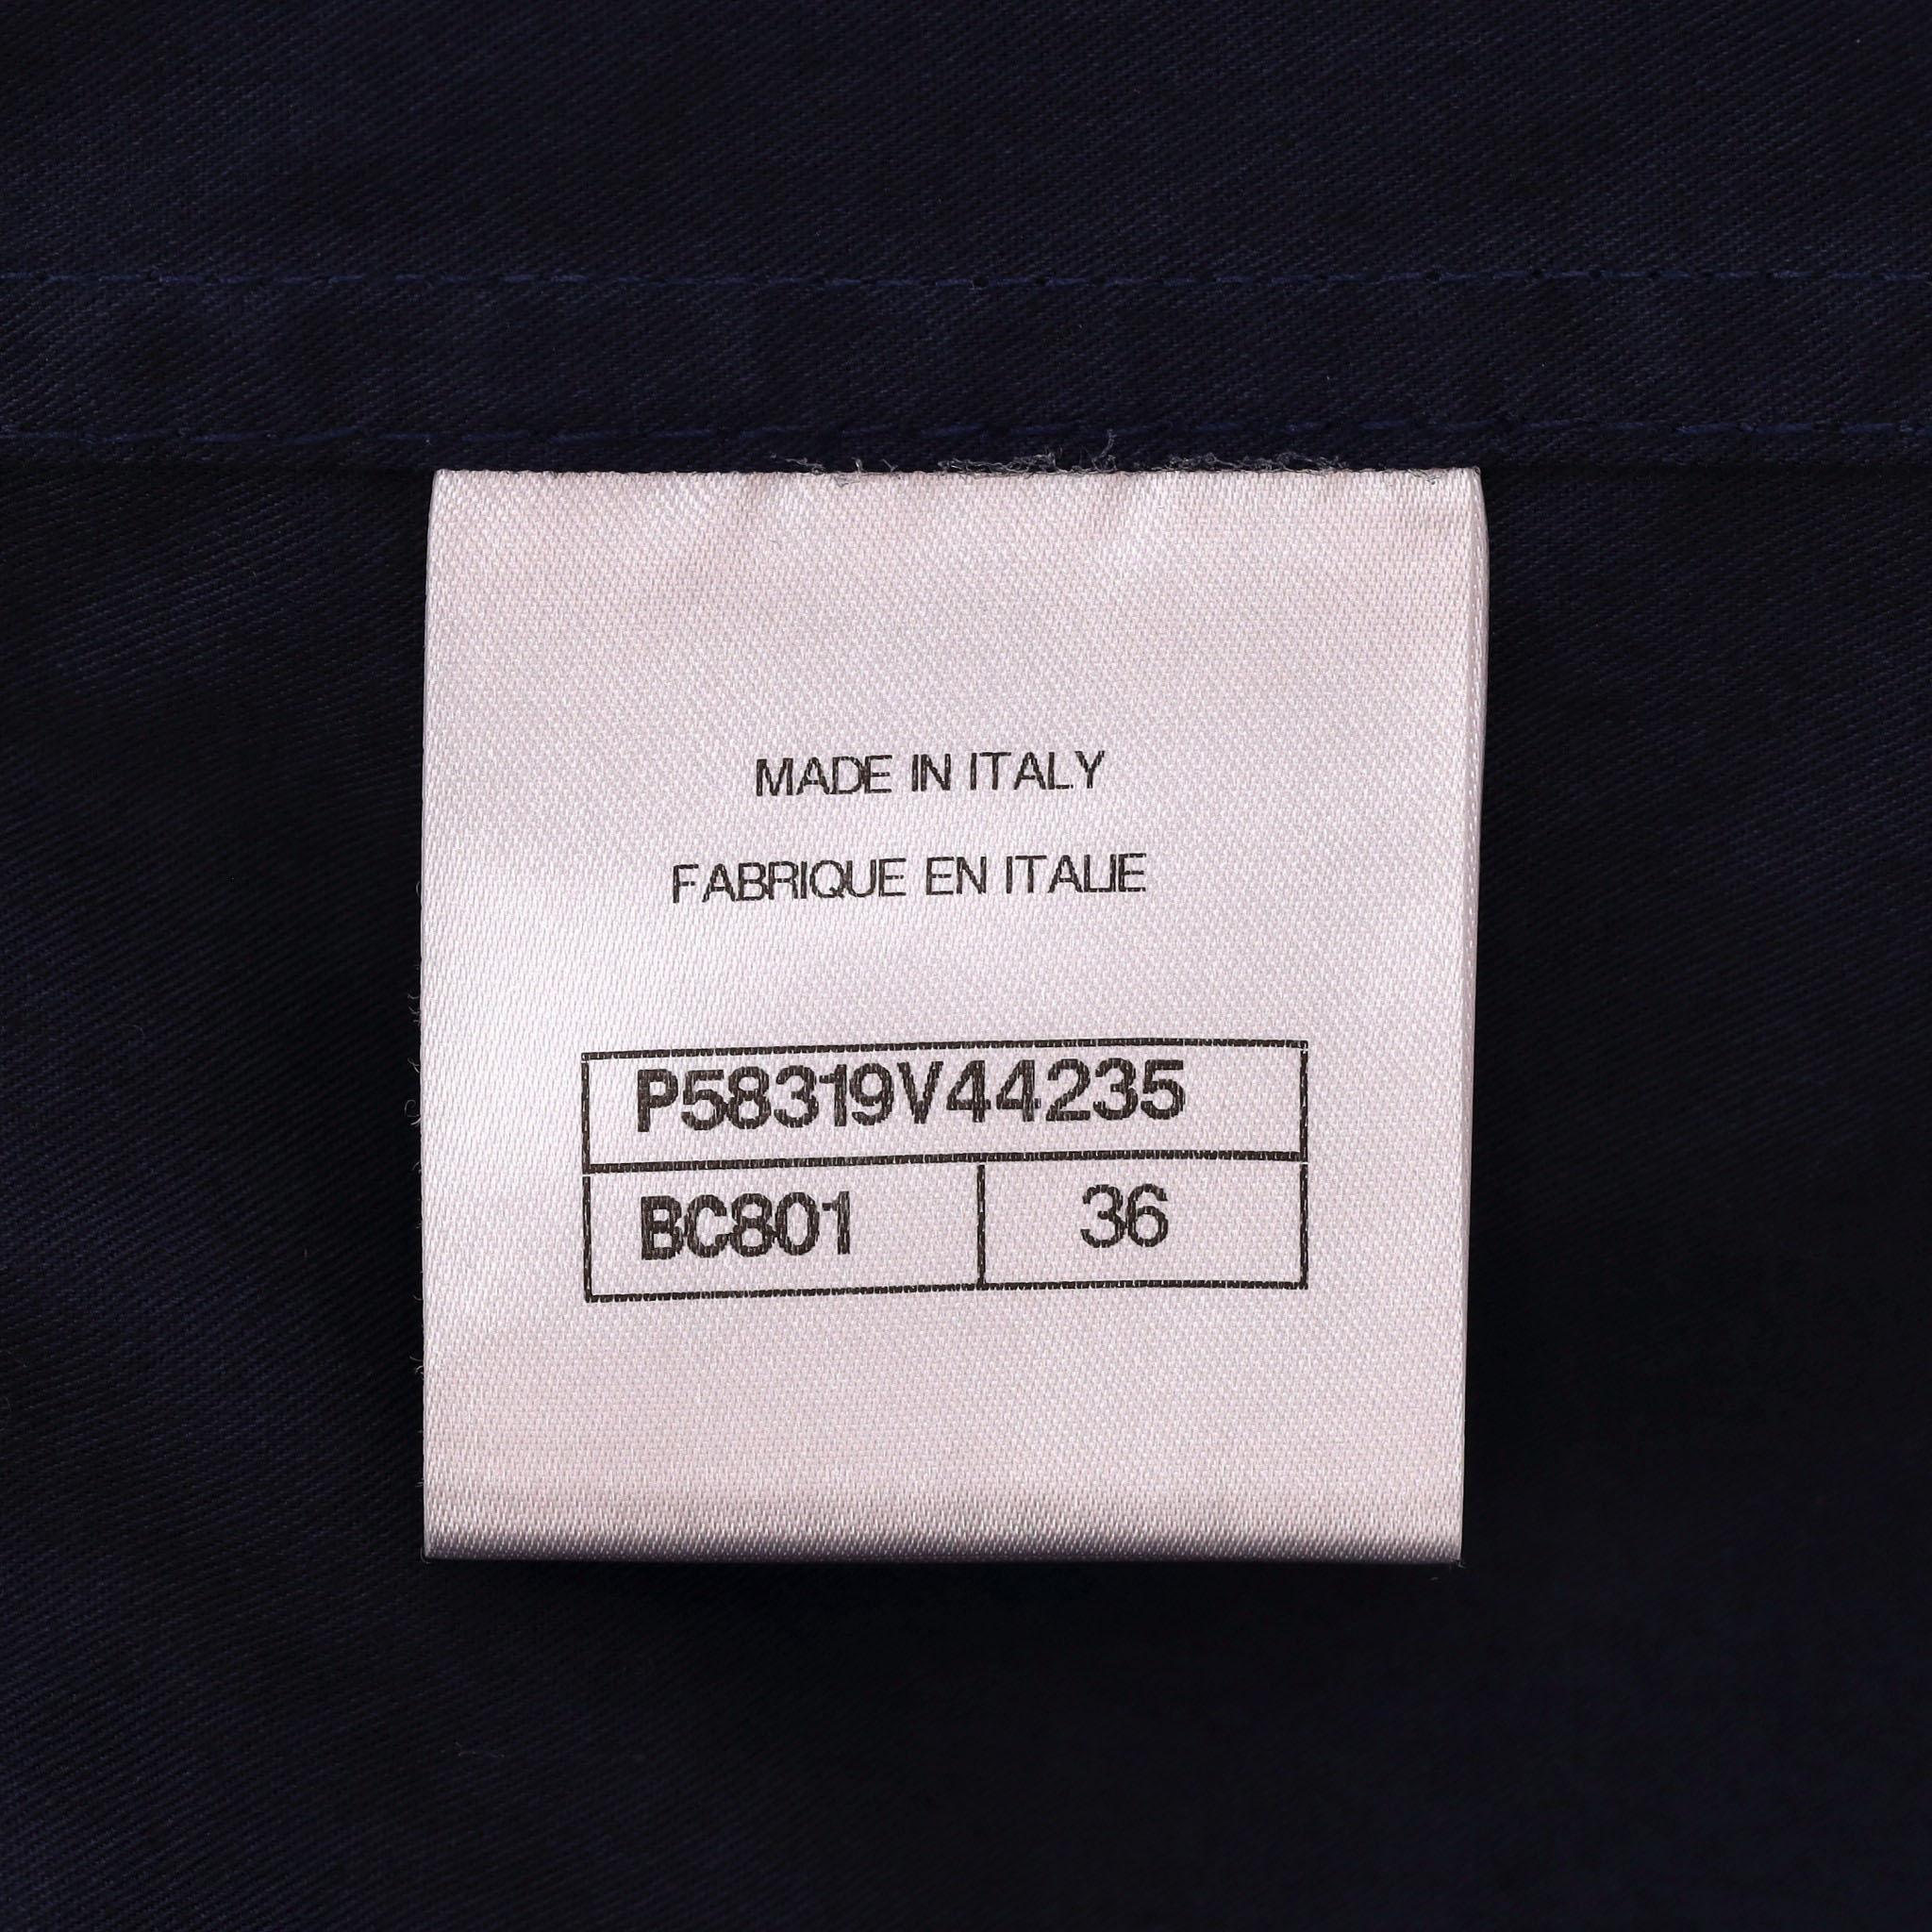 MADE IN ITALY
FABRIQUE EN ITALIE
P58319V44235
BC801 36